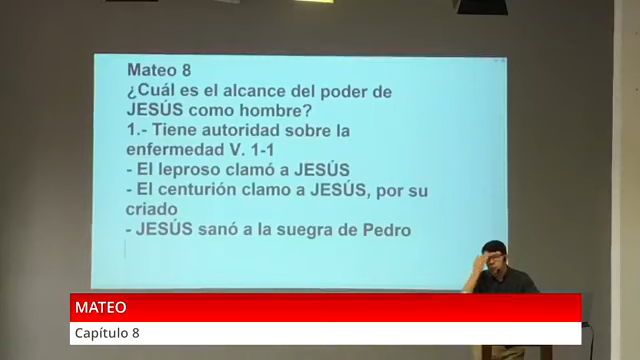 Mateo 8
¿Cuál es el alcance del poder de
JESÚS como hombre?
1.- Tiene autoridad sobre la
enfermedad V. 1-1
- El leproso clamó a JESÚS
- El centurión clamo a JESÚS, por su
criado
- JESÚS sanó a la suegra de Pedro
MATEO
Capítulo 8